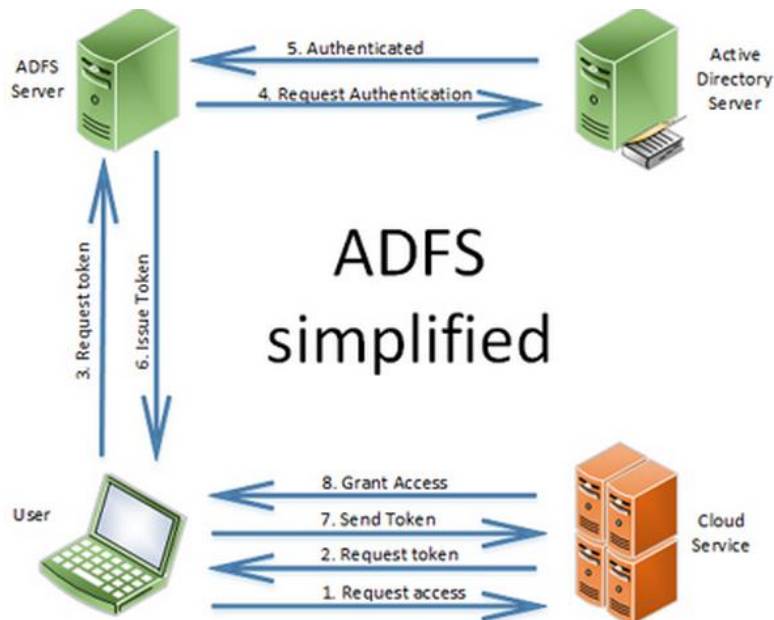 5. Authenticated
ADFS
Server
4. Request Authentication
Active
Directory
Server
3. Request token
6. Issue Token
ADFS
simplified
8. Grant Access
User
7. Send Token
Cloud
Service
2. Request token
1. Request access